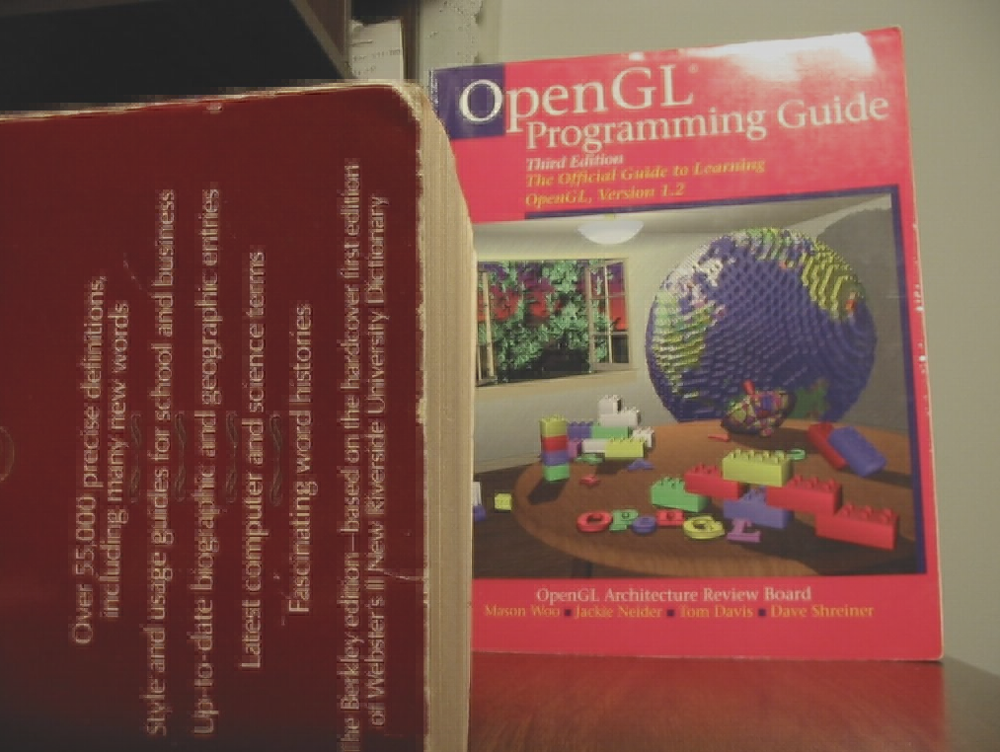 Over 55,000 precise definitions,
including many new words
Style and usage guides for school and business
Up-to-date biographic and geographic entries
Latest computer and science terms
Fascinating word histories
The Berkley edition—based on the hardcover first edition
of Webster's II New Riverside University Dictionary
OpenGL
Programming Guide
Third Edition
The Official Guide to Learning
OpenGL, Version 1.2
OpenGL
OpenGL Architecture Review Board
Mason Woo ■ Jackie Neider ■ Tom Davis ■ Dave Shreiner